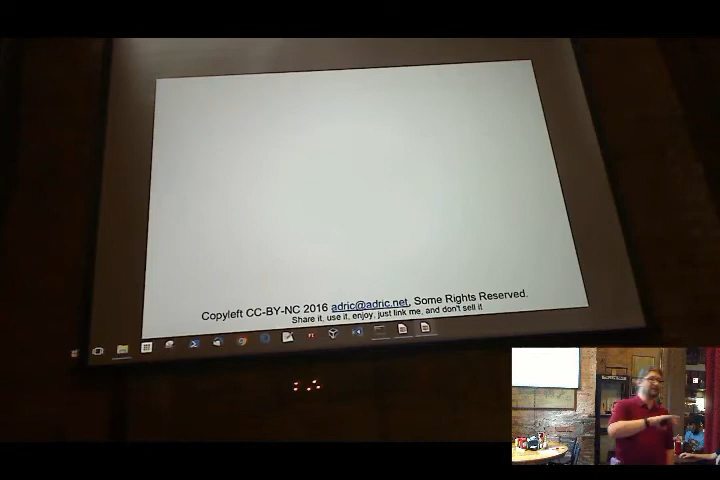 Copyleft CC-BY-NC 2016 adric@adric.net, Some Rights Reserved.
Share it, use it, enjoy, just link me, and don't sell it